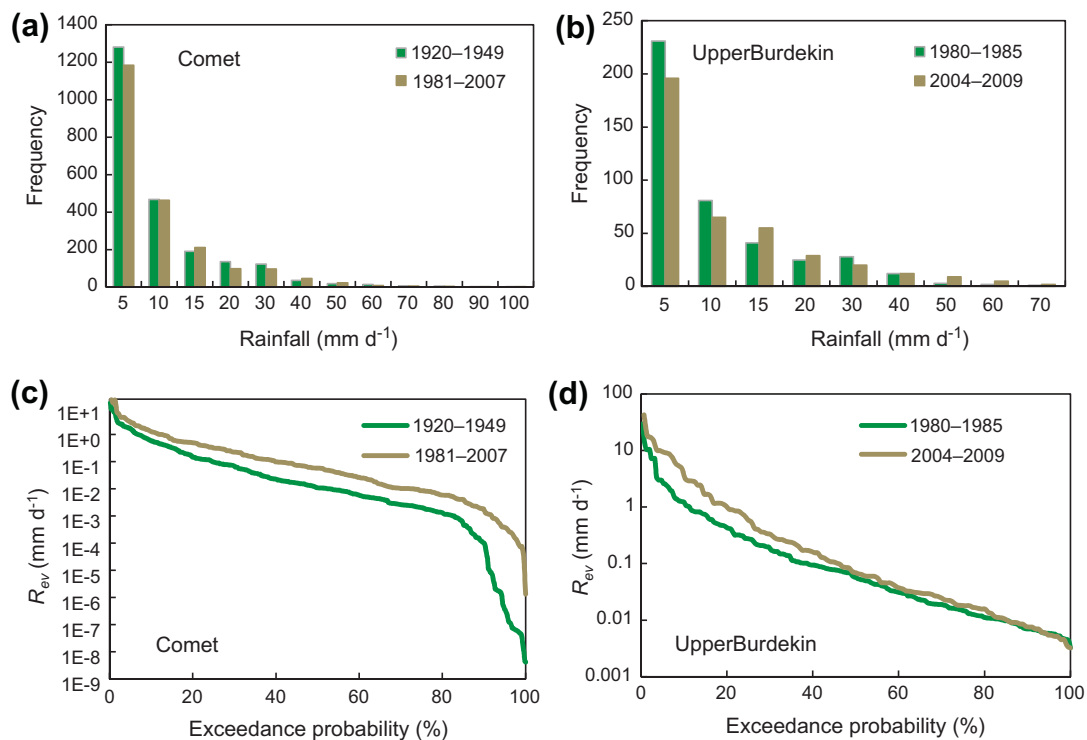 (a)
Comet
1920–1949
1981–2007
Frequency
1400
1200
1000
800
600
400
200
0
5 10 15 20 30 40 50 60 70 80 90 100
Rainfall (mm d-1)
(b)
UpperBurdekin
1980–1985
2004–2009
Frequency
250
200
150
100
50
0
5 10 15 20 30 40 50 60 70
Rainfall (mm d-1)
(c)
1920–1949
1981–2007
Rev (mm d-1)
1E+1
1E+0
1E-1
1E-2
1E-3
1E-4
1E-5
1E-6
1E-7
1E-8
1E-9
Comet
0 20 40 60 80 100
Exceedance probability (%)
(d)
1980–1985
2004–2009
Rev (mm d-1)
100
10
1
0.1
0.01
0.001
UpperBurdekin
0 20 40 60 80 100
Exceedance probability (%)